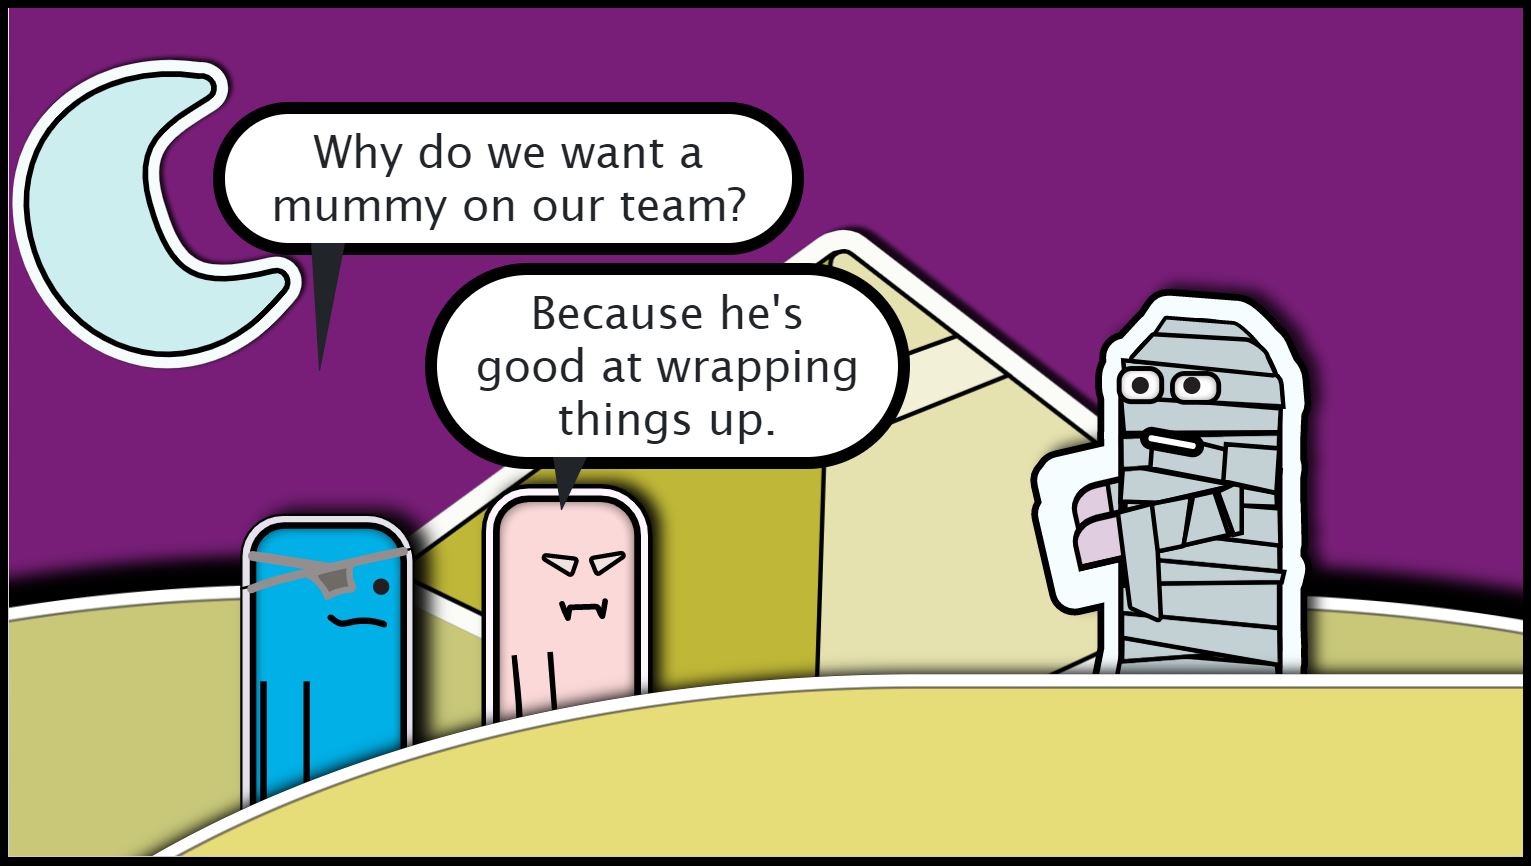 Why do we want a
mummy on our team?
Because he's
good at wrapping
things up.